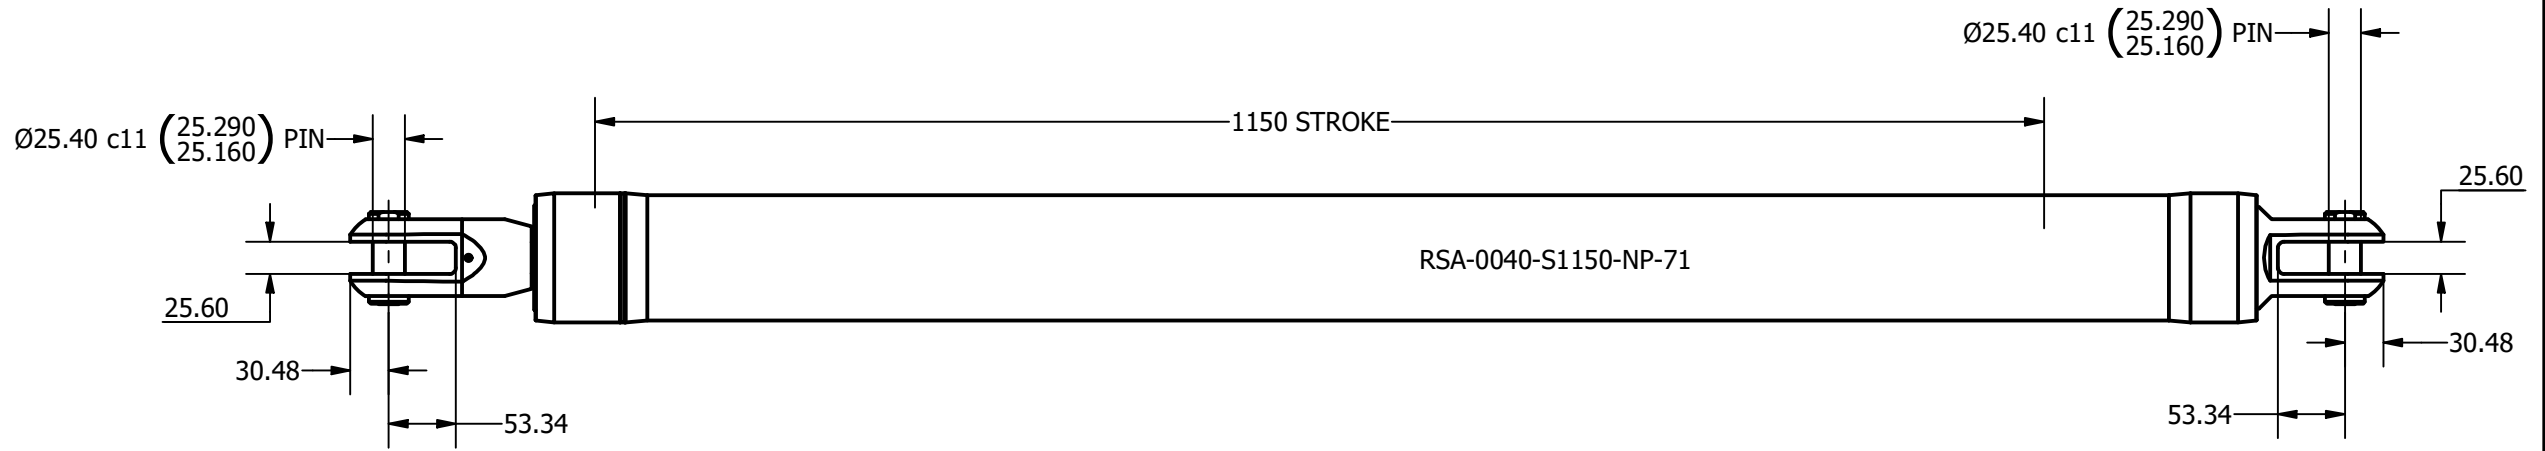 Ø25.40 c11 (25.290
25.160) PIN
Ø25.40 c11 (25.290
25.160) PIN
1150 STROKE
25.60
RSA-0040-S1150-NP-71
25.60
30.48
30.48
53.34
53.34